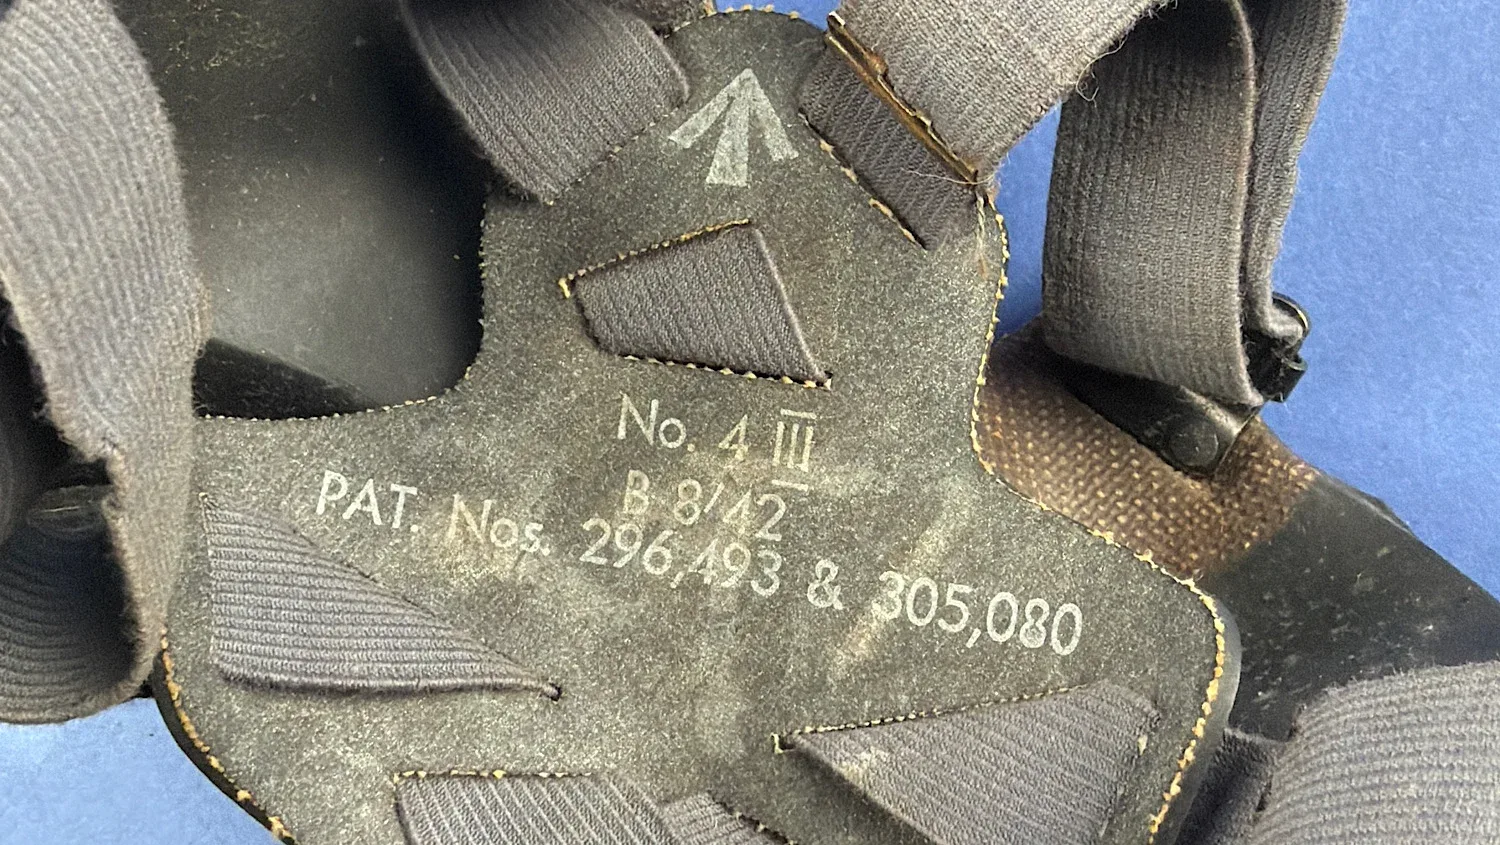 No. 4 III
B 8/42
PAT. Nos. 296,493 & 305,080